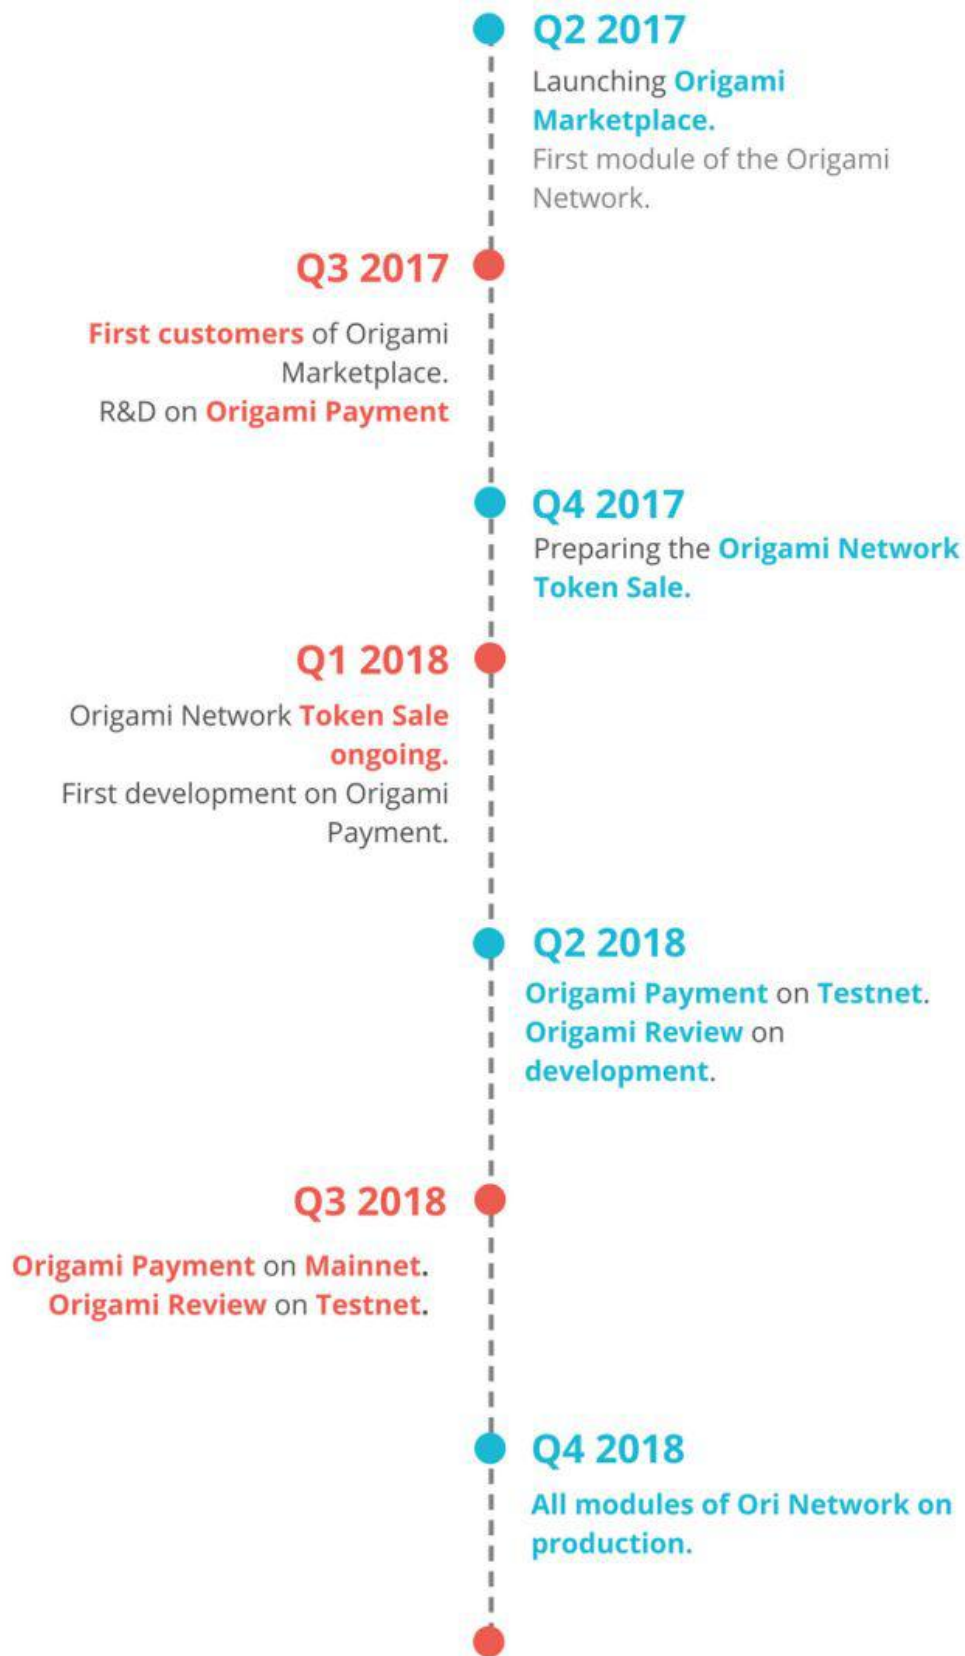 Q2 2017
Launching Origami
Marketplace.
First module of the Origami
Network.
Q3 2017
First customers of Origami
Marketplace.
R&D on Origami Payment
Q4 2017
Preparing the Origami Network
Token Sale.
Q1 2018
Origami Network Token Sale
ongoing.
First development on Origami
Payment.
Q2 2018
Origami Payment on Testnet.
Origami Review on
development.
Q3 2018
Origami Payment on Mainnet.
Origami Review on Testnet.
Q4 2018
All modules of Ori Network on
production.